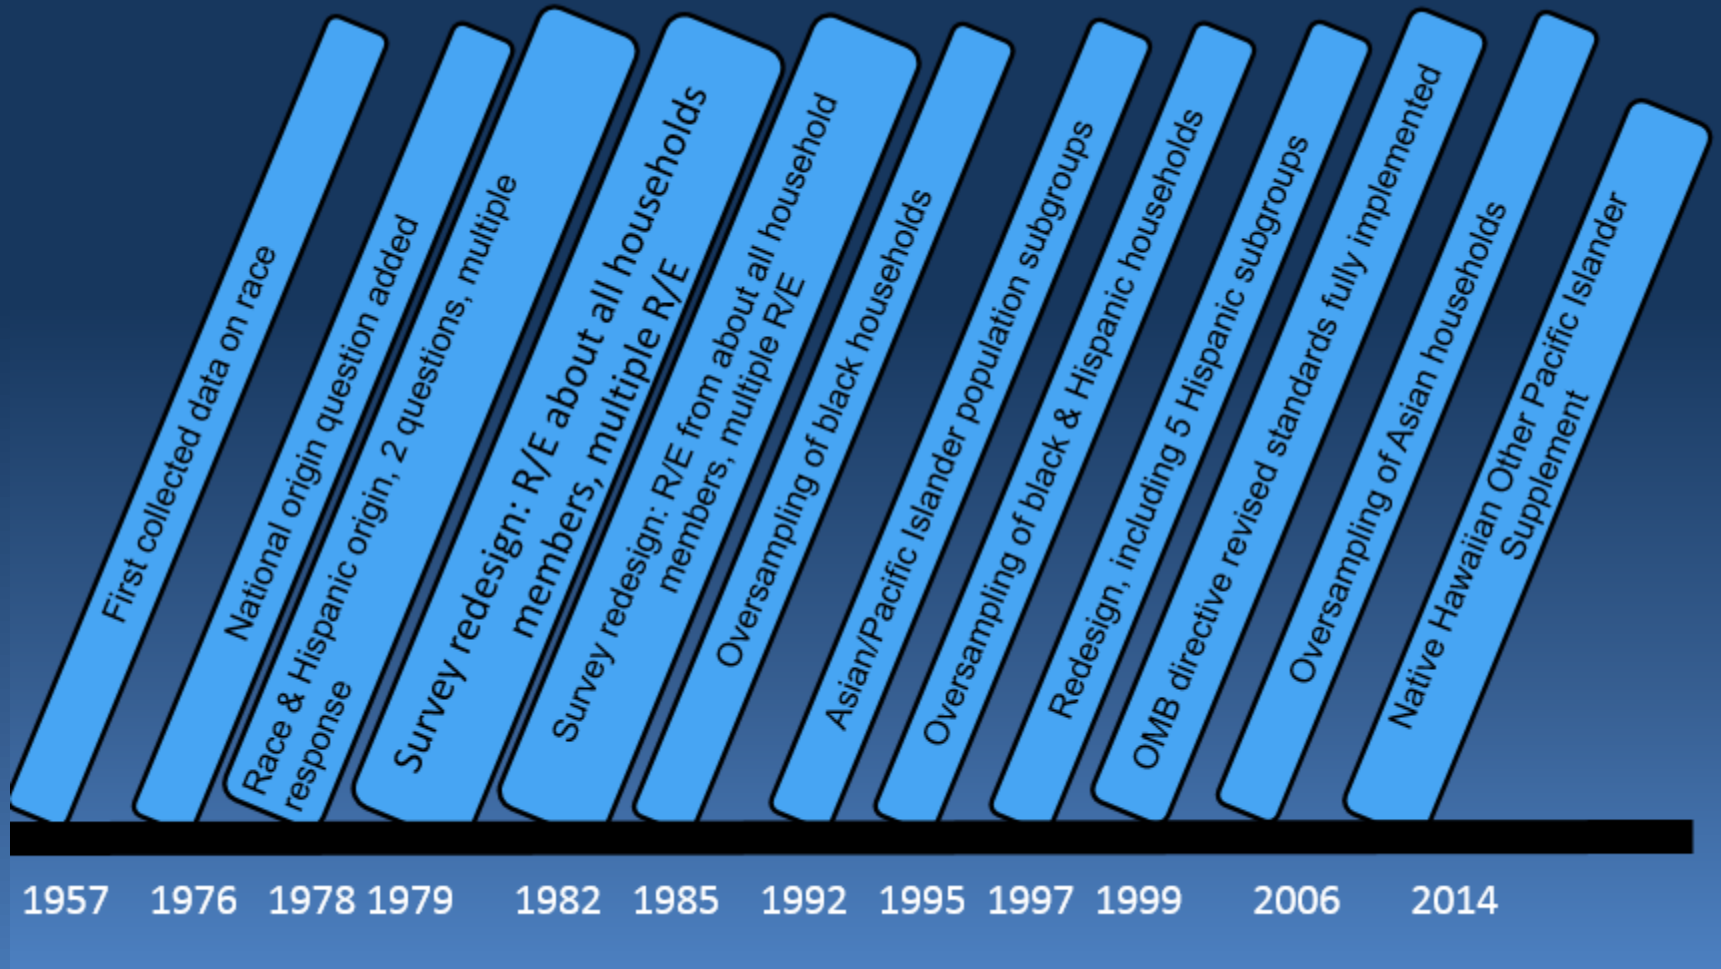 First collected data on race
National origin question added
Race & Hispanic origin, 2 questions, multiple
response
Survey redesign: R/E about all households
members, multiple R/E
Survey redesign: R/E from about all household
members, multiple R/E
Oversampling of black households
Asian/Pacific Islander population subgroups
Oversampling of black & Hispanic households
Redesign, including 5 Hispanic subgroups
OMB directive revised standards fully implemented
Oversampling of Asian households
Native Hawaiian Other Pacific Islander
Supplement
1957 1976 1978 1979 1982 1985 1992 1995 1997 1999 2006 2014